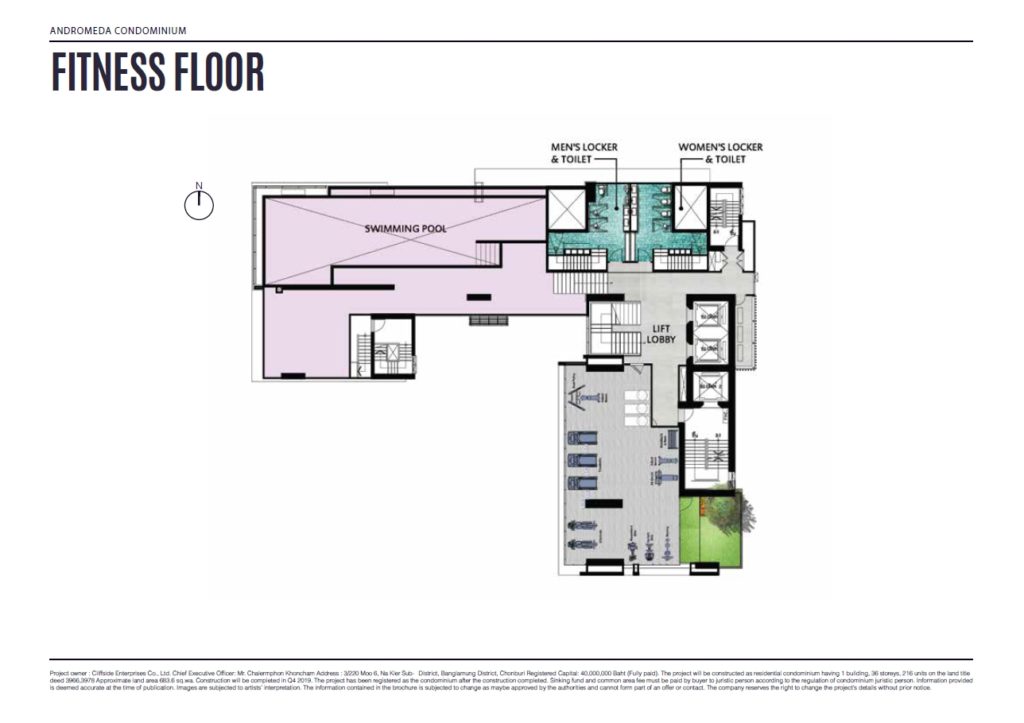 ANDROMEDA CONDOMINIUM
FITNESS FLOOR
MEN'S LOCKER
& TOILET
WOMEN'S LOCKER
& TOILET
N
SWIMMING POOL
LIFT
LOBBY
Project owner : Cliffside Enterprises Co., Ltd. Chief Executive Officer: Mr. Chalermphon Khoncham Address : 3/220 Moo 6, Na Kler Sub- District, Banglamung District, Chonburi Registered Capital: 40,000,000 Baht (Fully paid). The project will be constructed as residential condominium having 1 building, 36 storeys, 216 units on the land title
deed 3966,3978 Approximate land area 683.6 sq.wa. Construction will be completed in Q4 2019. The project has been registered as the condominium after the construction completed. Sinking fund and common area fee must be paid by buyer to juristic person according to the regulation of condominium juristic person. Information provided
is deemed accurate at the time of publication. Images are subjected to artists' interpretation. The information contained in the brochure is subjected to change as maybe approved by the authorities and cannot form part of an offer or contact. The company reserves the right to change the project's details without prior notice.